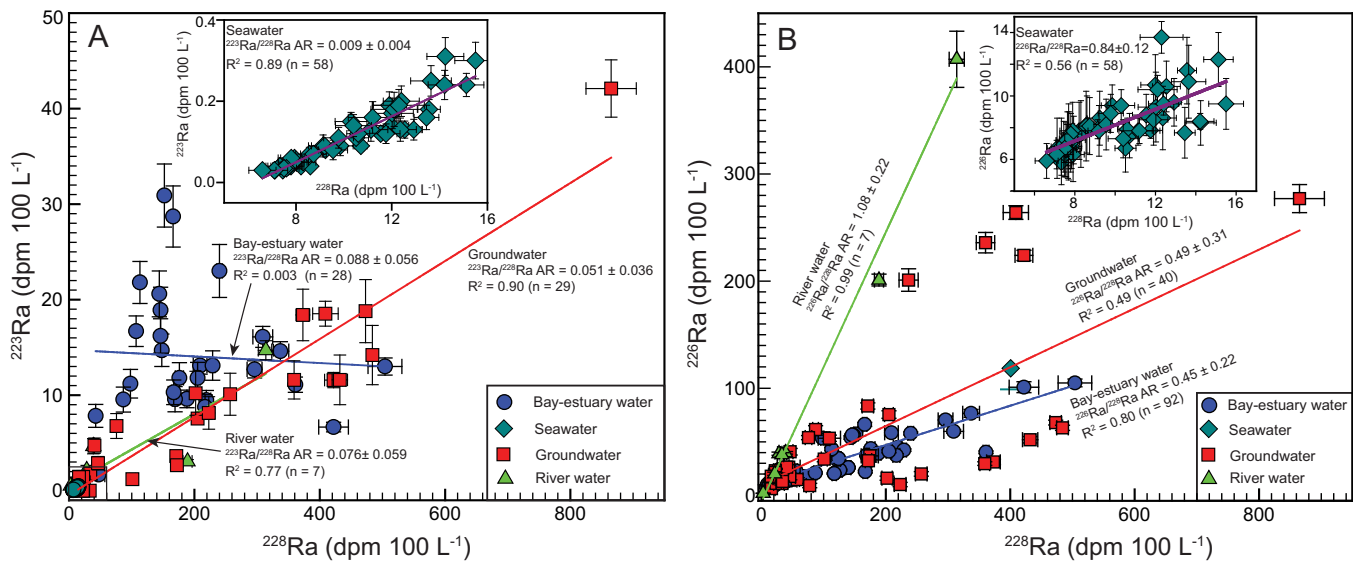 A
50
40
30
20
10
0
0
200
400
600
800
²²³Ra (dpm 100 L⁻¹)
²²⁸Ra (dpm 100 L⁻¹)
Seawater
²²³Ra/²²⁸Ra AR = 0.009 ± 0.004
R² = 0.89 (n = 58)
0.4
0.2
0.0
8
12
16
²²³Ra (dpm 100 L⁻¹)
²²⁸Ra (dpm 100 L⁻¹)
Bay-estuary water
²²³Ra/²²⁸Ra AR = 0.088 ± 0.056
R² = 0.003 (n = 28)
Groundwater
²²³Ra/²²⁸Ra AR = 0.051 ± 0.036
R² = 0.90 (n = 29)
River water
²²³Ra/²²⁸Ra AR = 0.076± 0.059
R² = 0.77 (n = 7)
Bay-estuary water
Seawater
Groundwater
River water
B
400
300
200
100
0
0
200
400
600
800
²²⁶Ra (dpm 100 L⁻¹)
²²⁸Ra (dpm 100 L⁻¹)
Seawater
²²⁶Ra/²²⁸Ra=0.84±0.12
R² = 0.56 (n = 58)
14
12
10
8
6
8
12
16
²²⁶Ra (dpm 100 L⁻¹)
²²⁸Ra (dpm 100 L⁻¹)
River water
²²⁶Ra/²²⁸Ra AR = 1.08 ± 0.22
R² = 0.99 (n = 7)
Groundwater
²²⁶Ra/²²⁸Ra AR = 0.49 ± 0.31
R² = 0.49 (n = 40)
Bay-estuary water
²²⁶Ra/²²⁸Ra AR = 0.45 ± 0.22
R² = 0.80 (n = 92)
Bay-estuary water
Seawater
Groundwater
River water